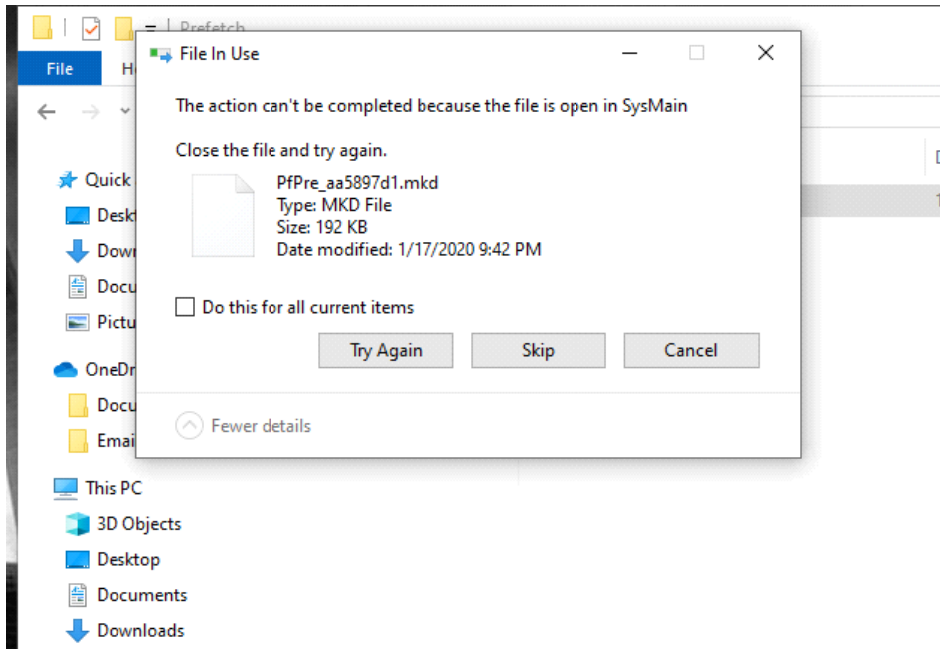 Prefetch
File In Use
File
The action can't be completed because the file is open in SysMain
Close the file and try again.
PfPre_aa5897d1.mkd
Type: MKD File
Size: 192 KB
Date modified: 1/17/2020 9:42 PM
Do this for all current items
Try Again
Skip
Cancel
Fewer details
Quick
Deskt
Down
Docu
Pictu
OneDr
Docu
Emai
This PC
3D Objects
Desktop
Documents
Downloads